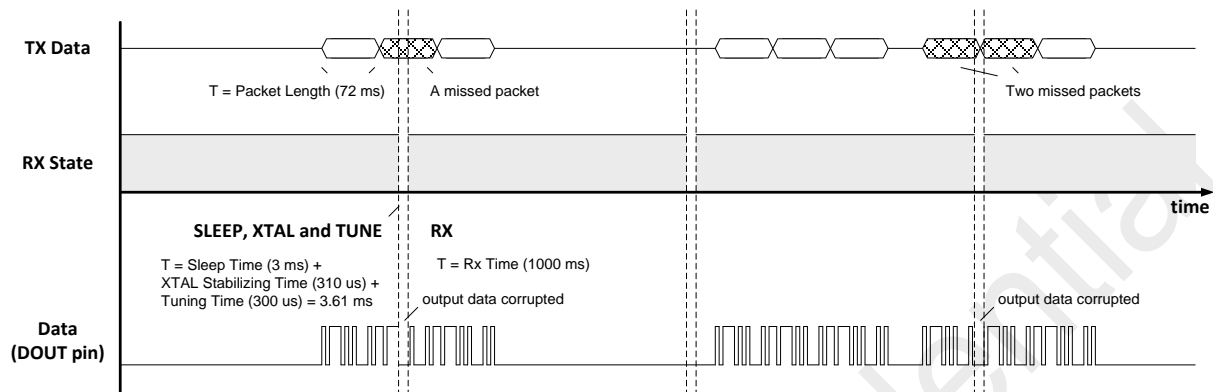 TX Data
T = Packet Length (72 ms)
A missed packet
Two missed packets
RX State
time
SLEEP, XTAL and TUNE
RX
T = Sleep Time (3 ms) +
XTAL Stabilizing Time (310 us) +
Tuning Time (300 us) = 3.61 ms
T = Rx Time (1000 ms)
output data corrupted
output data corrupted
Data
(DOUT pin)